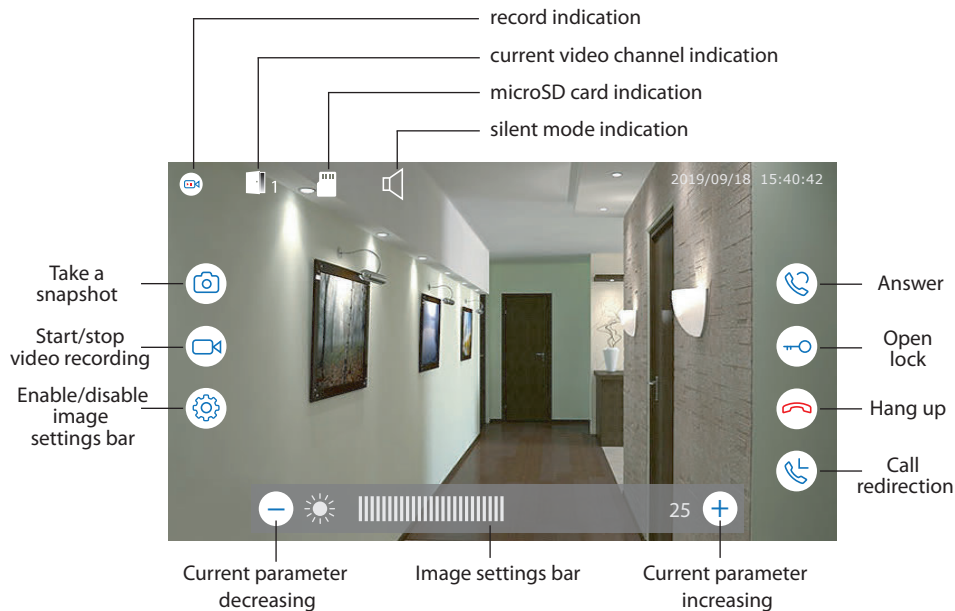 record indication
current video channel indication
microSD card indication
silent mode indication
1
2019/09/18 15:40:42
Take a
snapshot
Start/stop
video recording
Enable/disable
image
settings bar
Answer
Open
lock
Hang up
Call
redirection
25
Current parameter
decreasing
Image settings bar
Current parameter
increasing